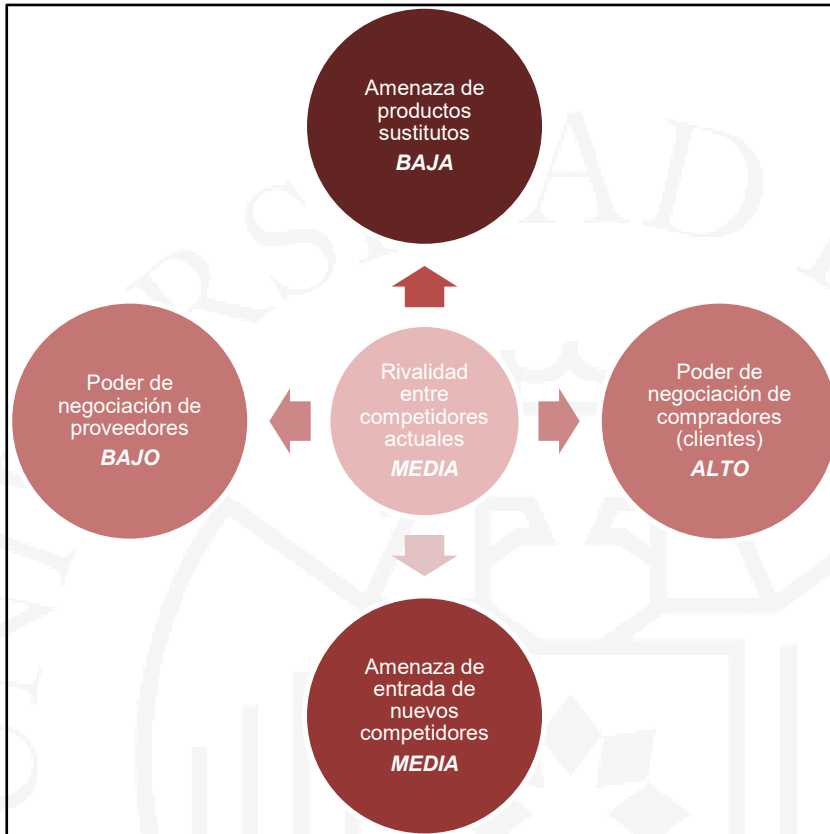 Amenaza de
productos
sustitutos
BAJA
Poder de
negociación de
proveedores
BAJO
Rivalidad
entre
competidores
actuales
MEDIA
Poder de
negociación de
compradores
(clientes)
ALTO
Amenaza de
entrada de
nuevos
competidores
MEDIA